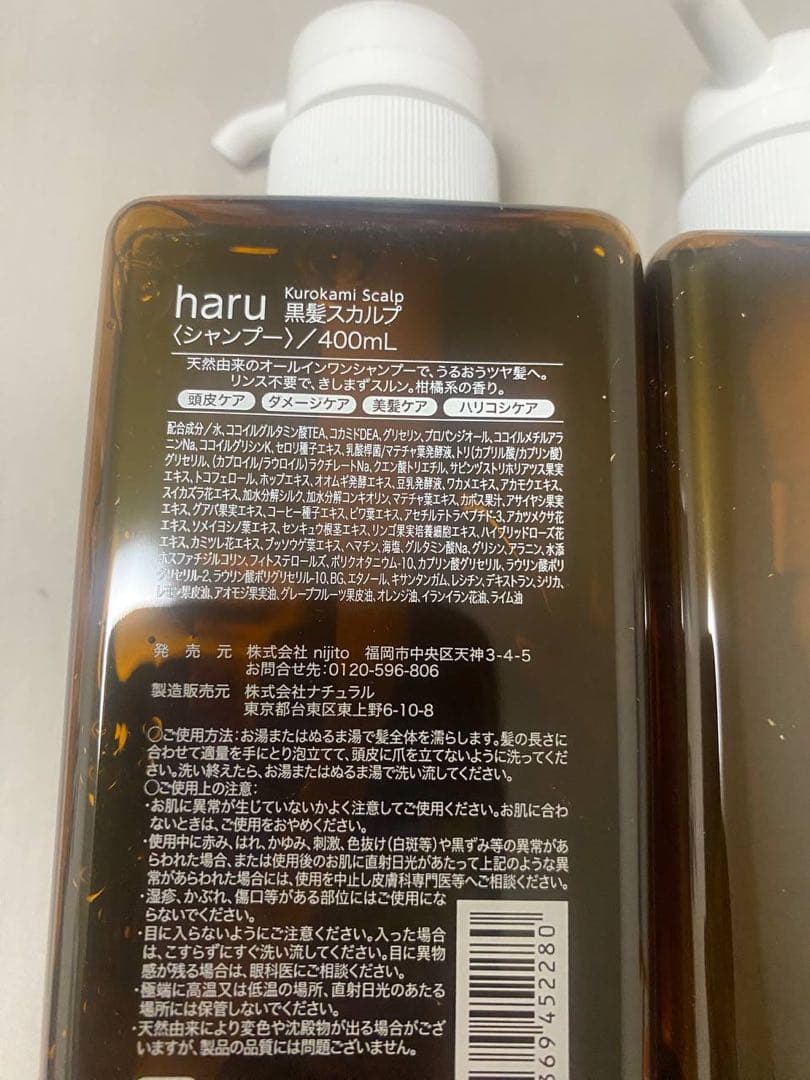 haru Kurokami Scalp
黒髪スカルプ
〈シャンプー〉／400mL
天然由来のオールインワンシャンプーで、うるおうツヤ髪へ。
リンス不要で、きしまずスルン。柑橘系の香り。
頭皮ケア ダメージケア 美髪ケア ハリコシケア
配合成分／水、ココイルグルタミン酸TEA、コカミドDEA、グリセリン、プロパンジオール、ココイルメチルアラ
ニンNa、ココイルグリシンK、セロリ種子エキス、乳酸桿菌/マテチャ葉発酵液、トリ(カプリル酸/カプリン酸)
グリセリル、(カプロイル/ラウロイル)ラクチレートNa、クエン酸トリエチル、サピンヅストリホリアツス果実
エキス、トコフェロール、ホップエキス、オオムギ発酵エキス、豆乳発酵液、ワカメエキス、アカモクエキス、
スイカズラ花エキス、加水分解シルク、加水分解コンキオリン、マテチャ葉エキス、カボス果汁、アサイヤシ果実
エキス、グアバ果実エキス、コーヒー種子エキス、ビワ葉エキス、アセチルテトラペプチド-3、アカツメクサ花
エキス、ソメイヨシノ葉エキス、センキュウ根茎エキス、リンゴ果実培養細胞エキス、ハイブリッドローズ花
エキス、カミツレ花エキス、ブッソウゲ葉エキス、ヘマチン、海塩、グルタミン酸Na、グリシン、アラニン、水添
ホスファチジルコリン、フィトステロールズ、ポリクオタニウム-10、カプリン酸グリセリル、ラウリン酸ポリ
グリセリル-2、ラウリン酸ポリグリセリル-10、BG、エタノール、キサンタンガム、レシチン、デキストラン、シリカ、
レモン果皮油、アオモジ果実油、グレープフルーツ果皮油、オレンジ油、イランイラン花油、ライム油
発売元 株式会社 nijito 福岡市中央区天神3-4-5
お問合せ先：0120-596-806
製造販売元 株式会社ナチュラル
東京都台東区東上野6-10-8
〇ご使用方法：お湯またはぬるま湯で髪全体を濡らします。髪の長さに
合わせて適量を手にとり泡立てて、頭皮に爪を立てないように洗ってくだ
さい。洗い終えたら、お湯またはぬるま湯で洗い流してください。
〇ご使用上の注意：
・お肌に異常が生じていないかよく注意してご使用ください。お肌に合わ
ないときは、ご使用をおやめください。
・使用中に赤み、はれ、かゆみ、刺激、色抜け(白斑等)や黒ずみ等の異常があ
らわれた場合、または使用後のお肌に直射日光があたって上記のような異
常があらわれた場合には、使用を中止し皮膚科専門医等へご相談ください。
・湿疹、かぶれ、傷口等がある部位にはご使用にな
らないでください。
・目に入らないようにご注意ください。入った場合
は、こすらずにすぐ洗い流してください。目に異物
感が残る場合は、眼科医にご相談ください。
・極端に高温又は低温の場所、直射日光のあたる
場所には保管しないでください。
・天然由来により変色や沈殿物が出る場合がござ
いますが、製品の品質には問題ございません。
369 452280